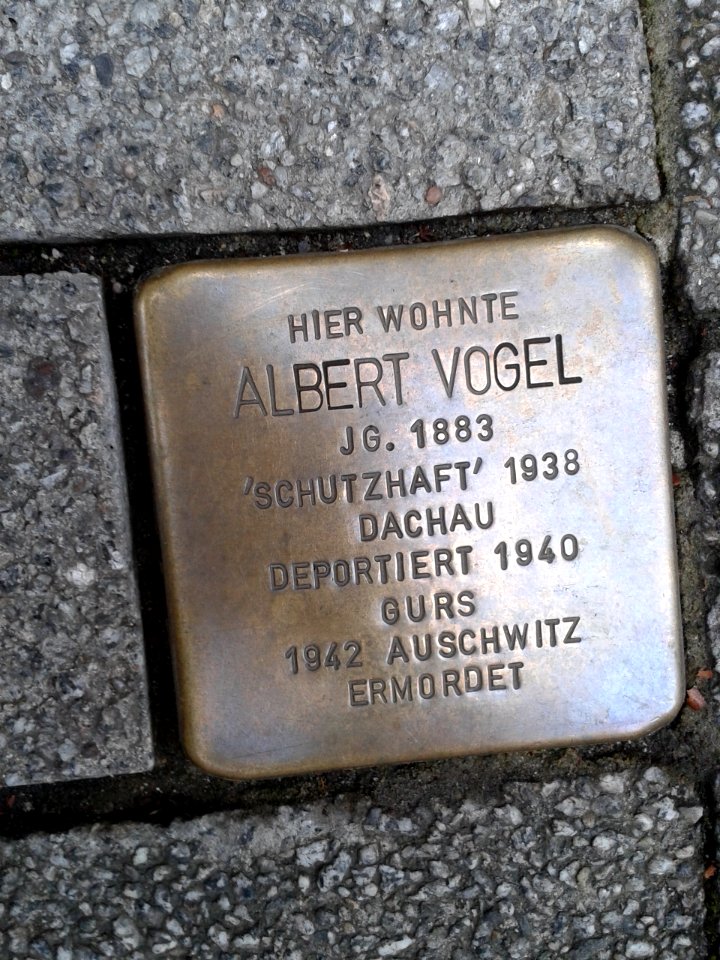 HIER WOHNTE
ALBERT VOGEL
JG. 1883
'SCHUTZHAFT' 1938
DACHAU
DEPORTIERT 1940
GURS
1942 AUSCHWITZ
ERMORDET